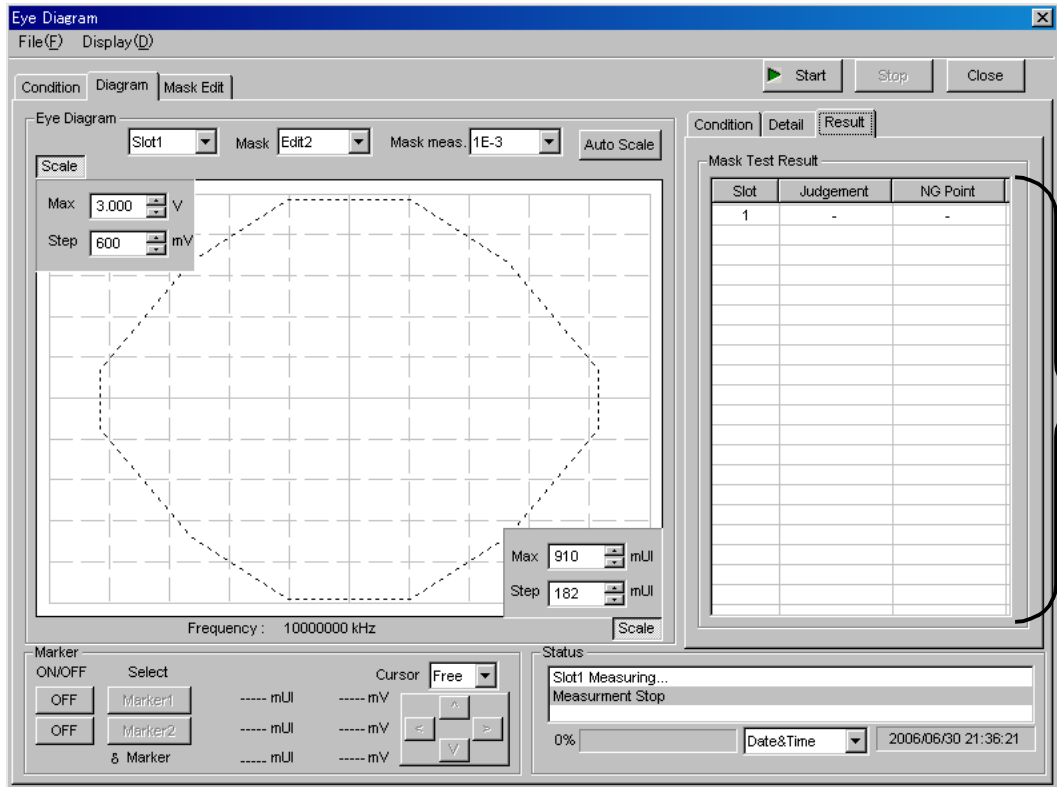 Eye Diagram
File(F) Display(D)
Start Stop Close
Condition Diagram Mask Edit
Eye Diagram
Slot1 Mask Edit2 Mask meas. 1E-3 Auto Scale
Scale
Max 3.000 V
Step 600 mV
Max 910 mUI
Step 182 mUI
Frequency : 10000000 kHz Scale
Condition Detail Result
Mask Test Result
Slot Judgement NG Point
1 - -
Marker
ON/OFF Select Cursor Free
OFF Marker1 ----- mUI ----- mV
OFF Marker2 ----- mUI ----- mV
δ Marker ----- mUI ----- mV
^
< >
V
Status
Slot1 Measuring...
Measurment Stop
0% Date&Time 2006/06/30 21:36:21